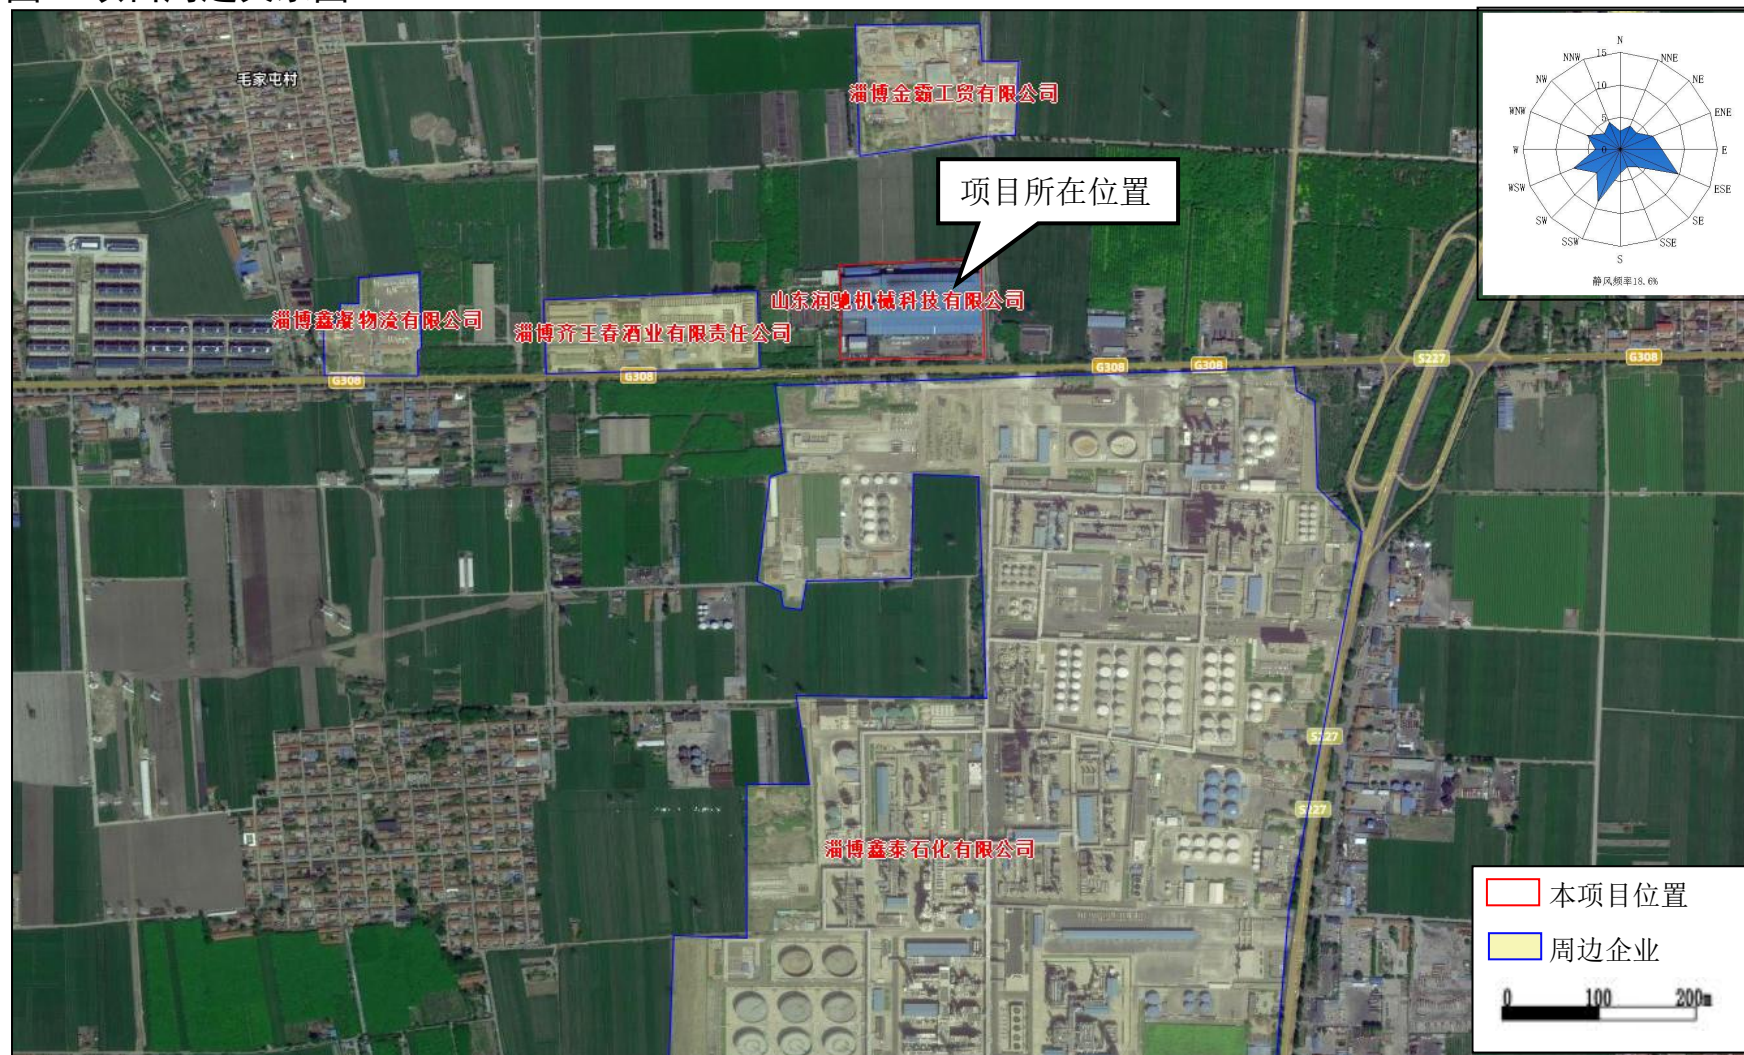 毛家屯村
淄博金霸工贸有限公司
项目所在位置
山东润驰机械科技有限公司
淄博鑫凝物流有限公司
淄博齐王春酒业有限责任公司
G308
G308
G308
G308
S227
G308
S227
S227
淄博鑫泰石化有限公司
N
NNE
NE
ENE
E
ESE
SE
SSE
S
SSW
SW
WSW
W
WNW
NW
NNW
15
10
5
0
静风频率18.6%
本项目位置
周边企业
0 100 200m